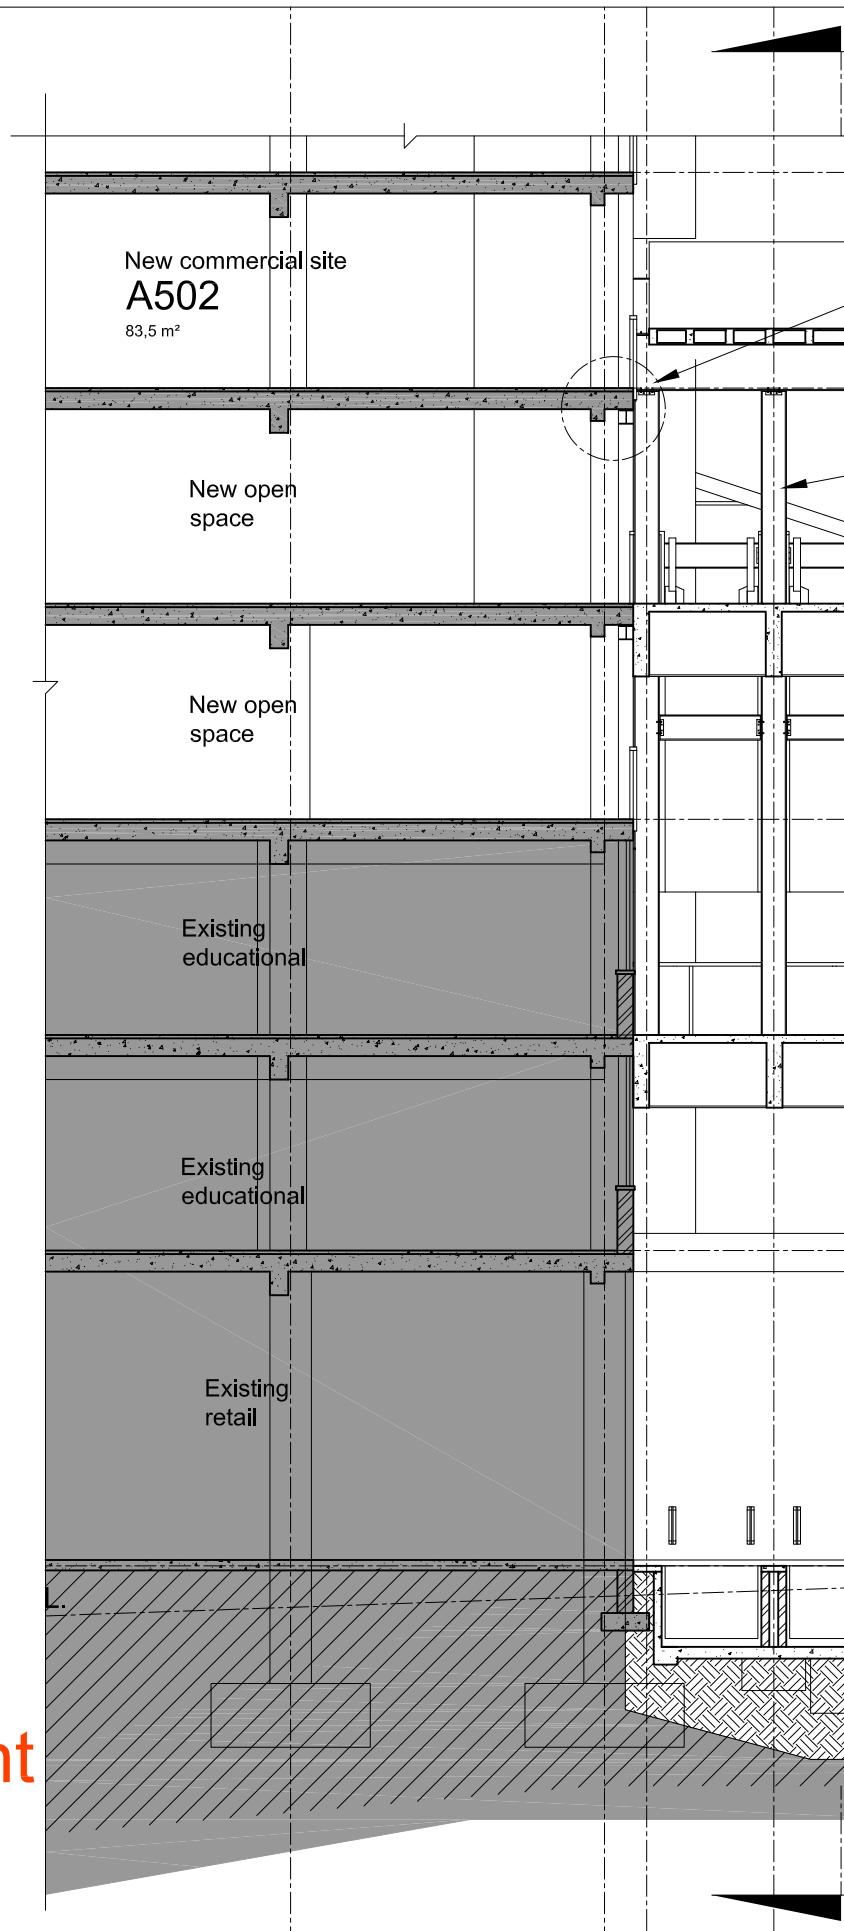 New commercial site
A502
83,5 m²
New open
space
New open
space
Existing
educational
Existing
educational
Existing
retail
L.
nt